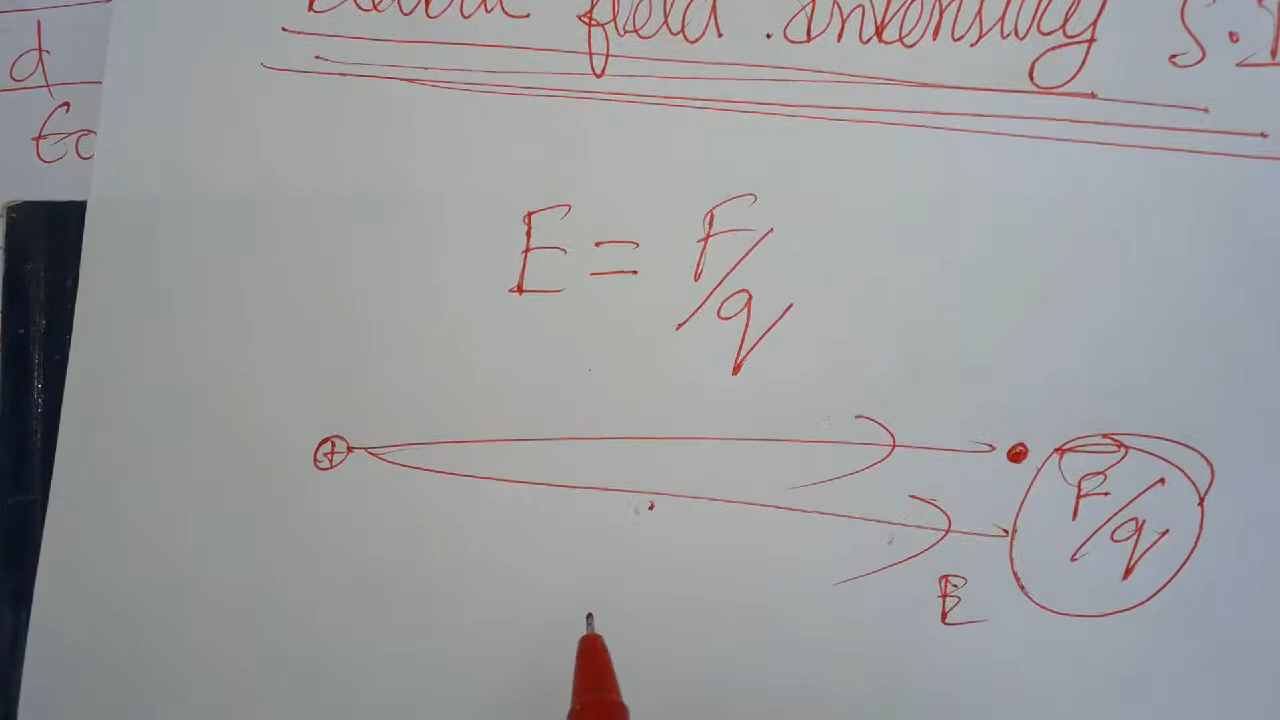 field intensity S.I
d
E = F/q
+
F/q
E